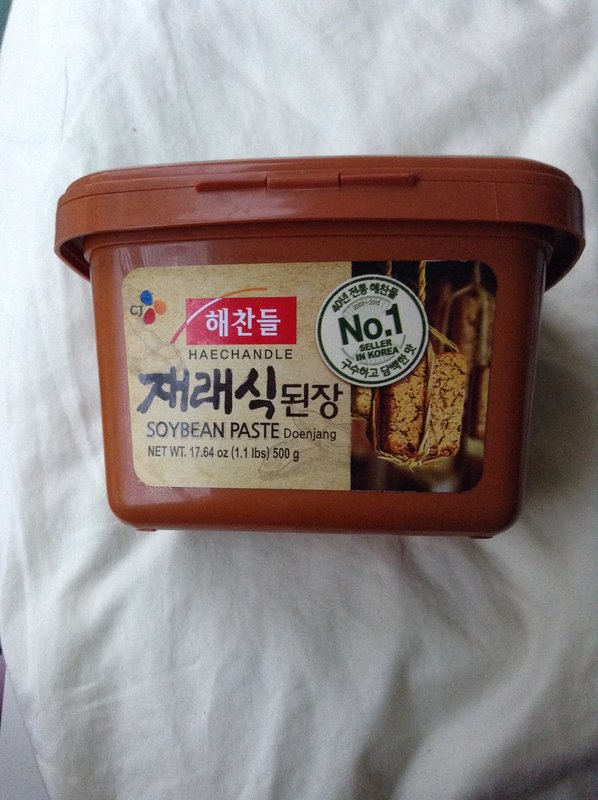 CJ
해찬들
HAECHANDLE
재래식 된장
SOYBEAN PASTE Doenjang
NET WT. 17.64 oz (1.1 lbs) 500 g
40년 전통 해찬들
2003~2015
No.1
SELLER
IN KOREA
구수하고 담백한 맛